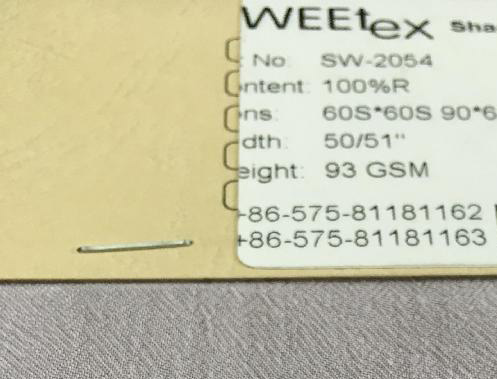 WEEtex Sha
No: SW-2054
ntent: 100%R
ns: 60S*60S 90*6
dth: 50/51"
eight: 93 GSM
+86-575-81181162
+86-575-81181163